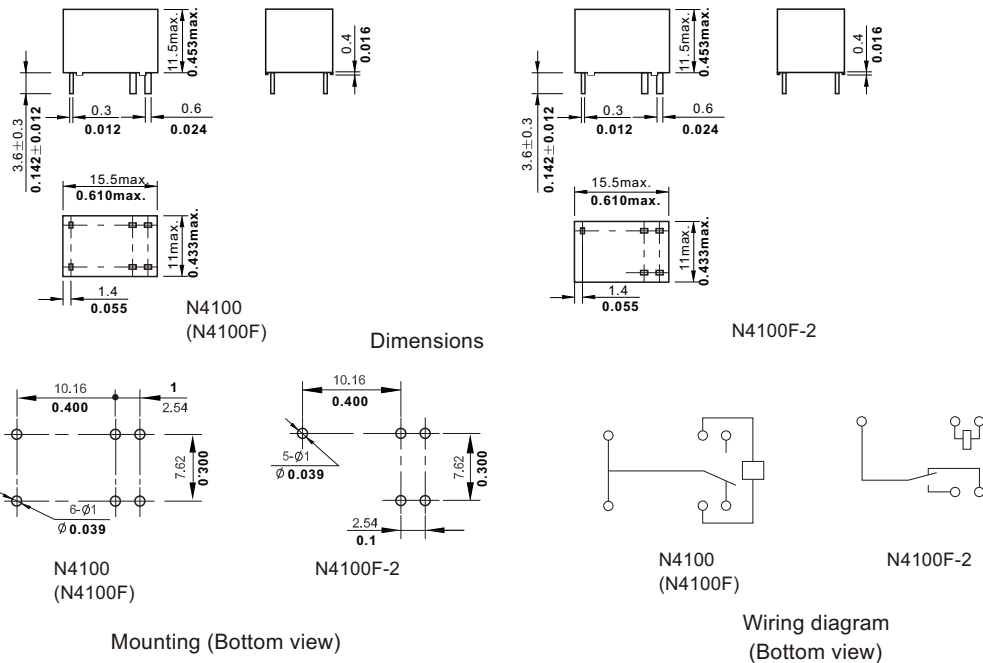 11.5max.
0.453max.
0.4
0.016
3.6±0.3
0.142±0.012
0.3
0.012
0.6
0.024
15.5max.
0.610max.
11max.
0.433max.
1.4
0.055
N4100
(N4100F)
11.5max.
0.453max.
0.4
0.016
3.6±0.3
0.142±0.012
0.3
0.012
0.6
0.024
15.5max.
0.610max.
11max.
0.433max.
1.4
0.055
N4100F-2
Dimensions
10.16
0.400
1
2.54
7.62
0.300
6-Ø1
Ø 0.039
N4100
(N4100F)
10.16
0.400
5-Ø1
Ø 0.039
7.62
0.300
2.54
0.1
N4100F-2
Mounting (Bottom view)
N4100
(N4100F)
N4100F-2
Wiring diagram
(Bottom view)